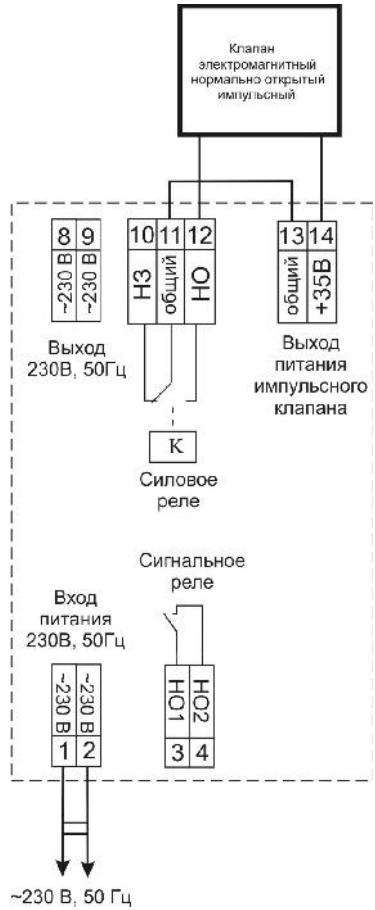 Клапан
электромагнитный
нормально открытый
импульсный
8 9 10 11 12 13 14
~230 В ~230 В НЗ общий НО общий +35В
Выход
230В, 50Гц
Выход
питания
импульсного
клапана
К
Силовое
реле
Сигнальное
реле
Вход
питания
230В, 50Гц
~230 В ~230 В НО1 НО2
1 2 3 4
~230 В, 50 Гц